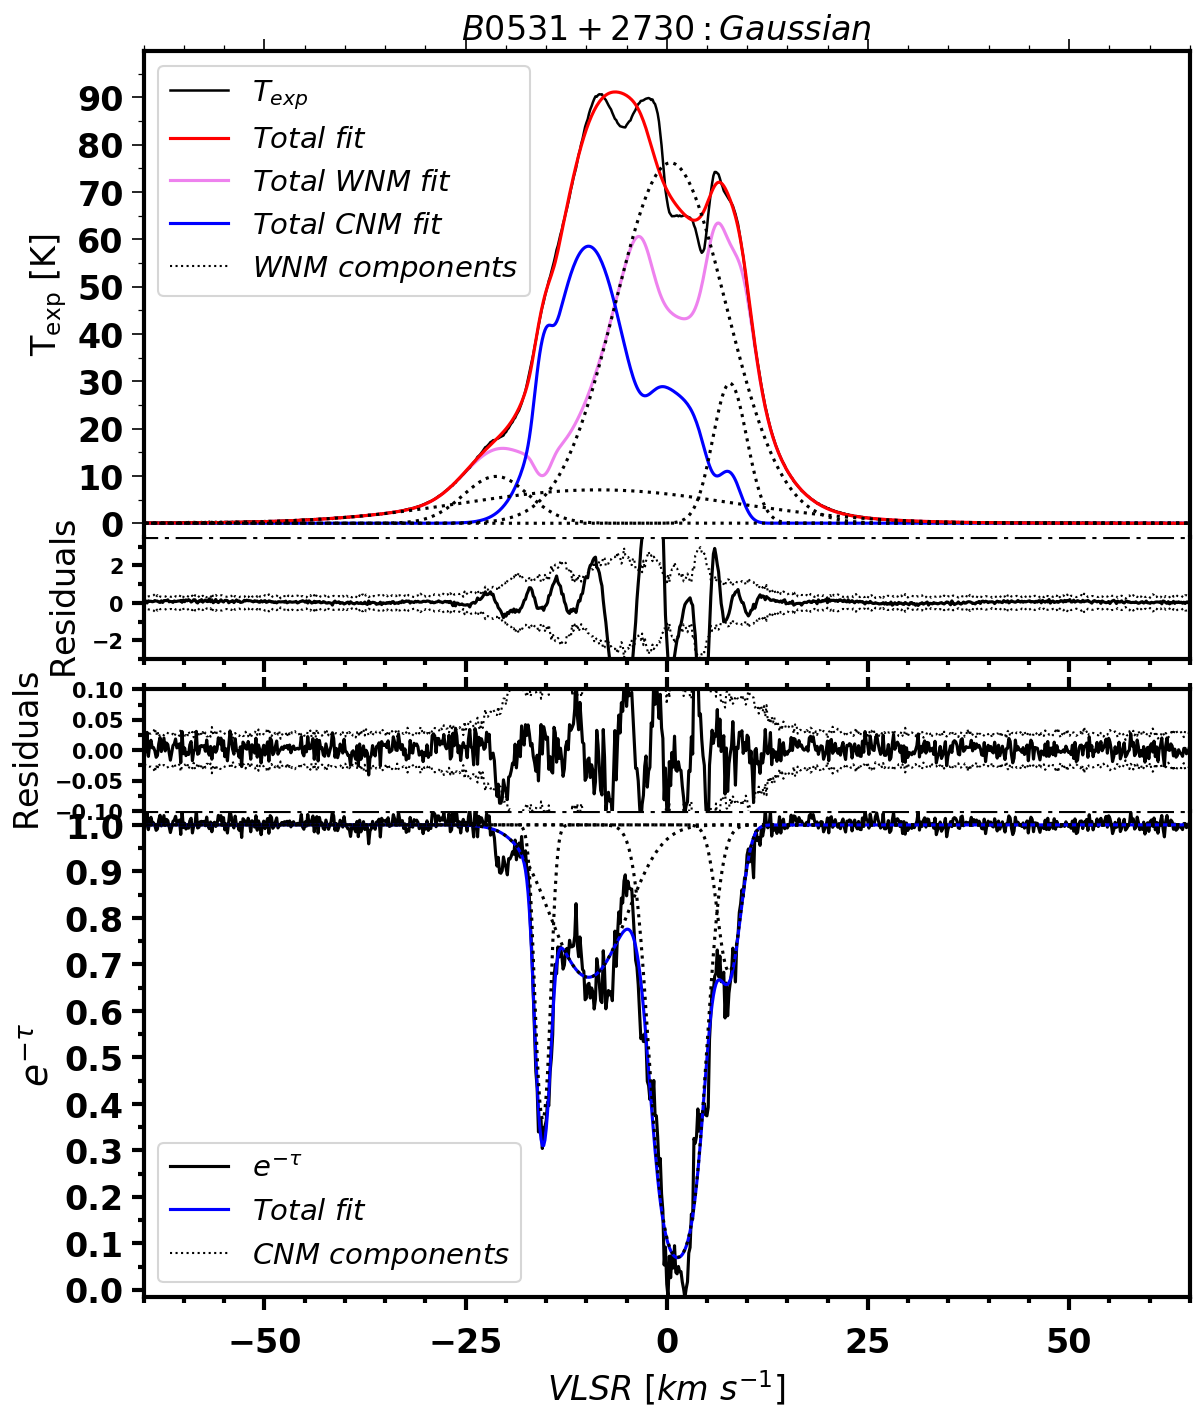 B0531 + 2730 : Gaussian
T_exp [K]
90
80
70
60
50
40
30
20
10
0
T_exp
Total fit
Total WNM fit
Total CNM fit
WNM components
Residuals
2
0
−2
Residuals
0.10
0.05
0.00
−0.05
−0.10
e^−τ
1.0
0.9
0.8
0.7
0.6
0.5
0.4
0.3
0.2
0.1
0.0
e^−τ
Total fit
CNM components
−50 −25 0 25 50
VLSR [km s^−1]